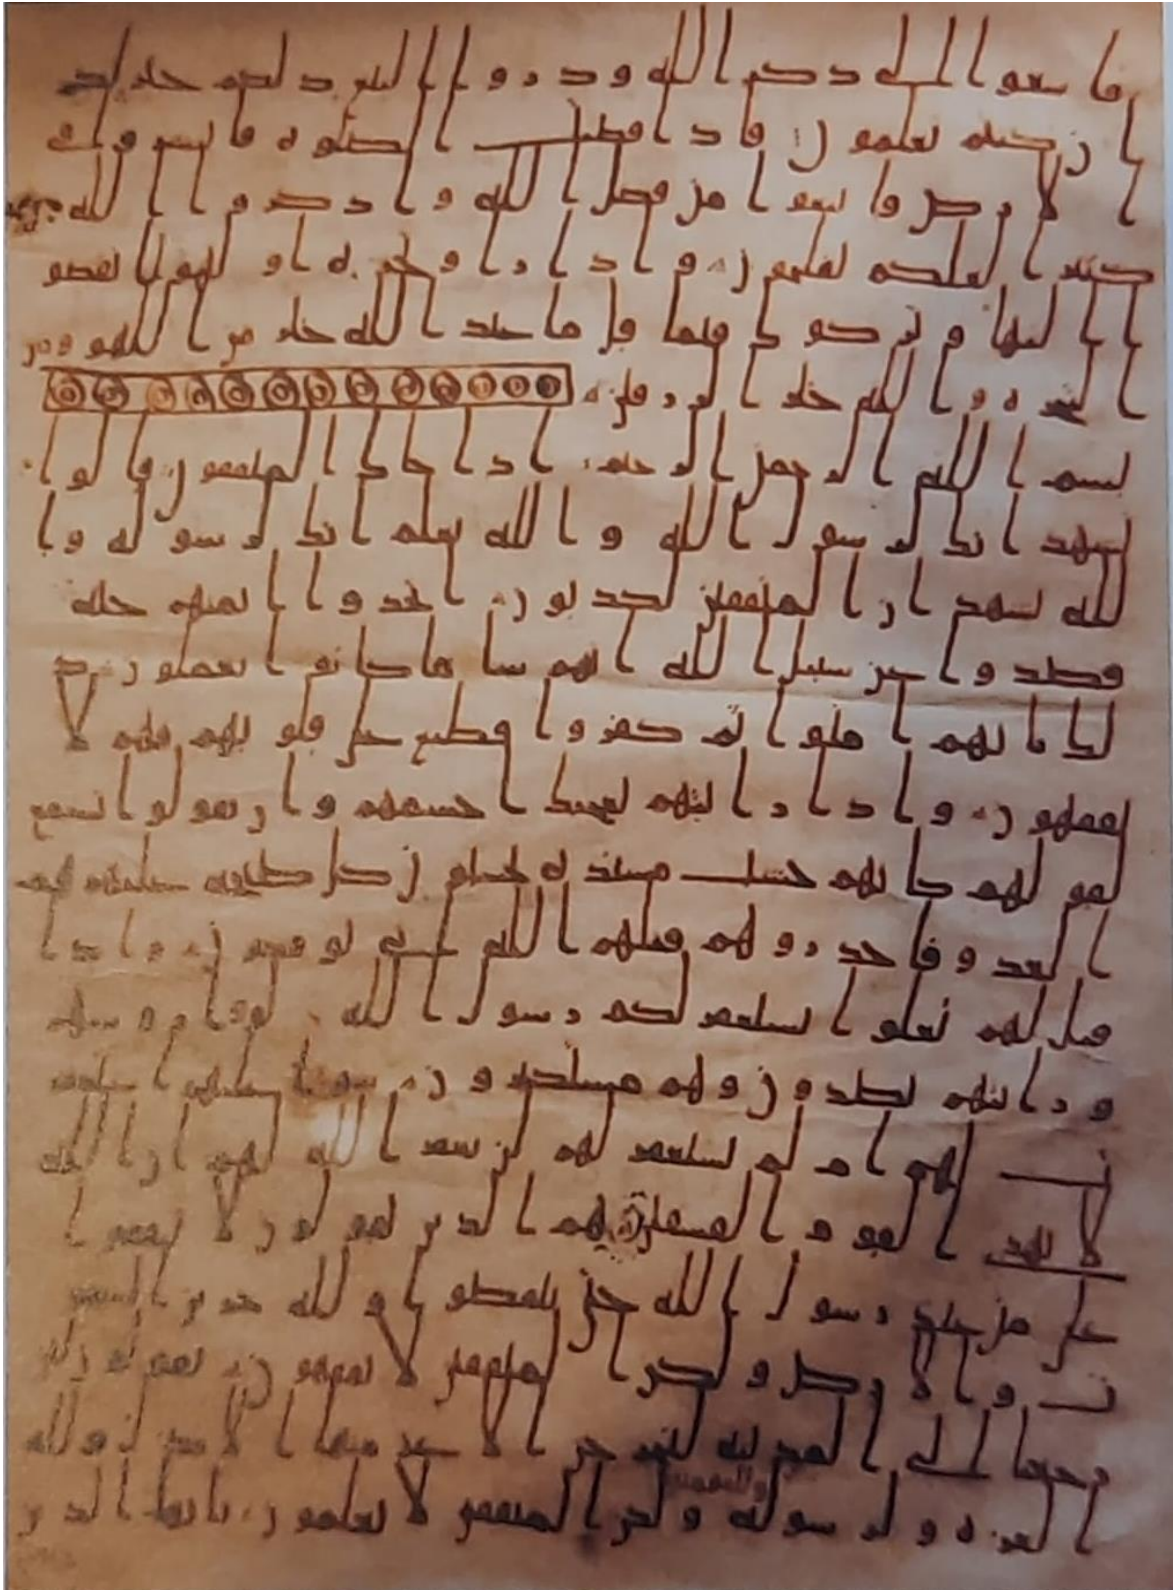 فاسعوا الى ذكر الله وذروا البيع ذلكم خير لكم
ان كنتم تعلمون فاذا قضيت الصلوه فانتشروا في
الارض وابتغوا من فضل الله واذكروا الله
كثيرا لعلكم تفلحون واذا راوا تجره او لهوا انفضوا
اليها وتركوك قيما قل ما عند الله خير من اللهو ومن
التجره والله خير الرزقين
بسم الله الرحمن الرحيم اذا جاك المنفقون قالوا
نشهد انك لرسول الله والله يعلم انك لرسوله وا
لله يشهد ان المنفقين لكذبون اتخذوا ايمنهم جنه
فصدوا عن سبيل الله انهم سا ما كانوا يعملون ذ
لك بانهم امنوا ثم كفروا فطبع على قلوبهم فهم لا
يفقهون واذا رايتهم تعجبك اجسمهم وان يقولوا تسمع
لقولهم كانهم خشب مسنده يحسبون كل صيحه عليهم هم
العدو فاحذروهم قتلهم الله انى يوفكون واذا
قيل لهم تعلوا يستغفر لكم رسول الله لووا روسهم
ورايتهم يصدون وهم مستكبرون سوا عليهم استغفر
ت لهم ام لم تستغفر لهم لن يغفر الله لهم ان الله
لا يهدي القوم الفسقين هم الذين يقولون لا تنفقوا
على من عند رسول الله حتى ينفضوا ولله خزين السمو
ت والارض ولكن المنفقين لا يفقهون يقولون لين
رجعنا الى المدينه ليخرجن الاعز منها الاذل ولله
وللمومنين
العزه ولرسوله ولكن المنفقين لا يعلمون يايها الذين